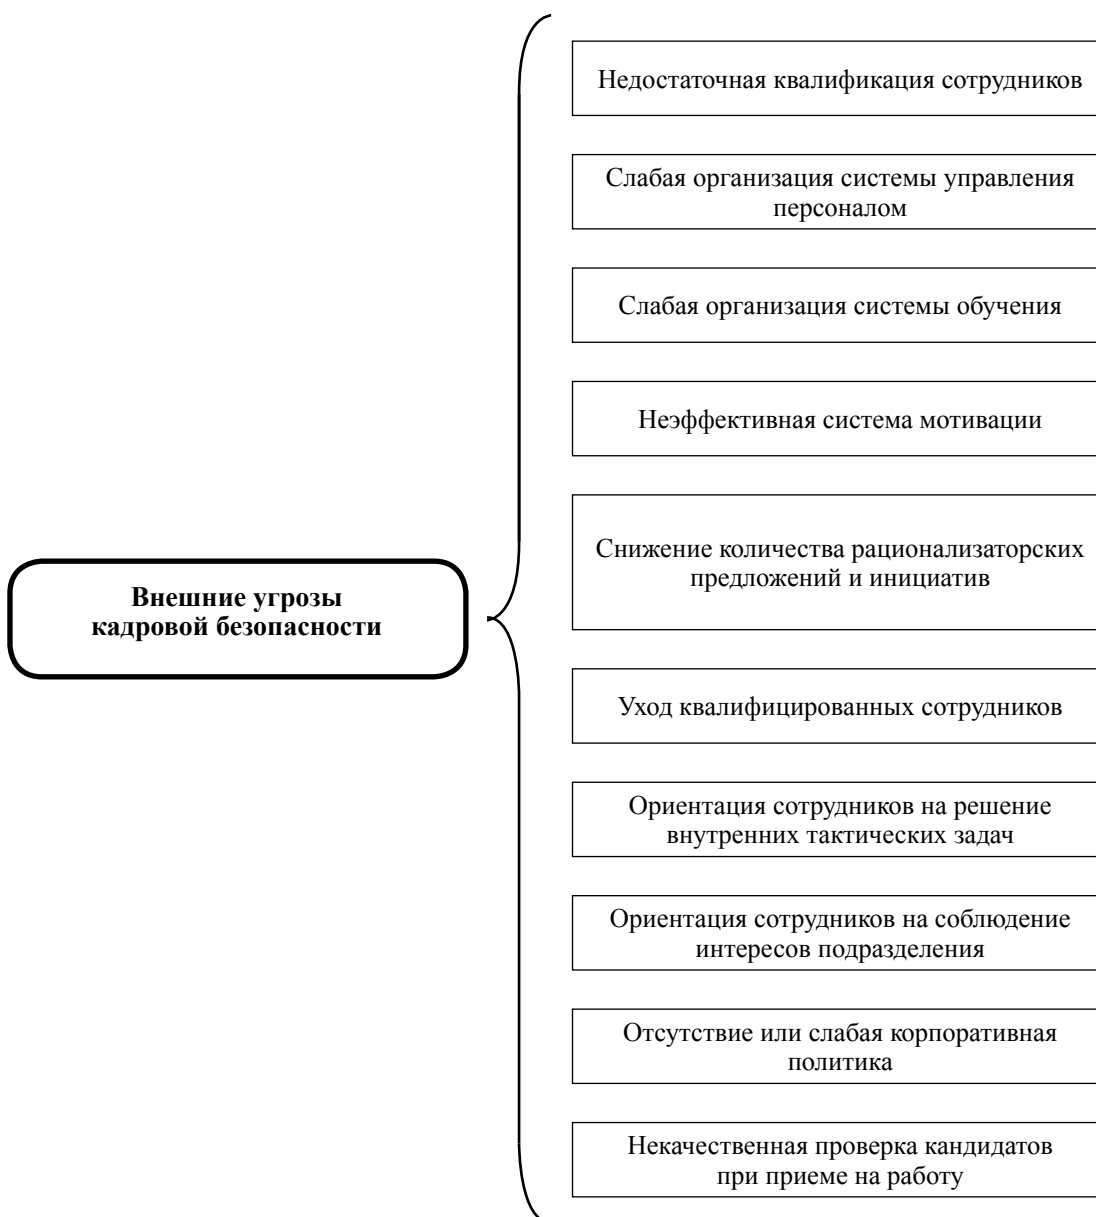 Недостаточная квалификация сотрудников
Слабая организация системы управления
персоналом
Слабая организация системы обучения
Неэффективная система мотивации
Снижение количества рационализаторских
предложений и инициатив
Внешние угрозы
кадровой безопасности
Уход квалифицированных сотрудников
Ориентация сотрудников на решение
внутренних тактических задач
Ориентация сотрудников на соблюдение
интересов подразделения
Отсутствие или слабая корпоративная
политика
Некачественная проверка кандидатов
при приеме на работу